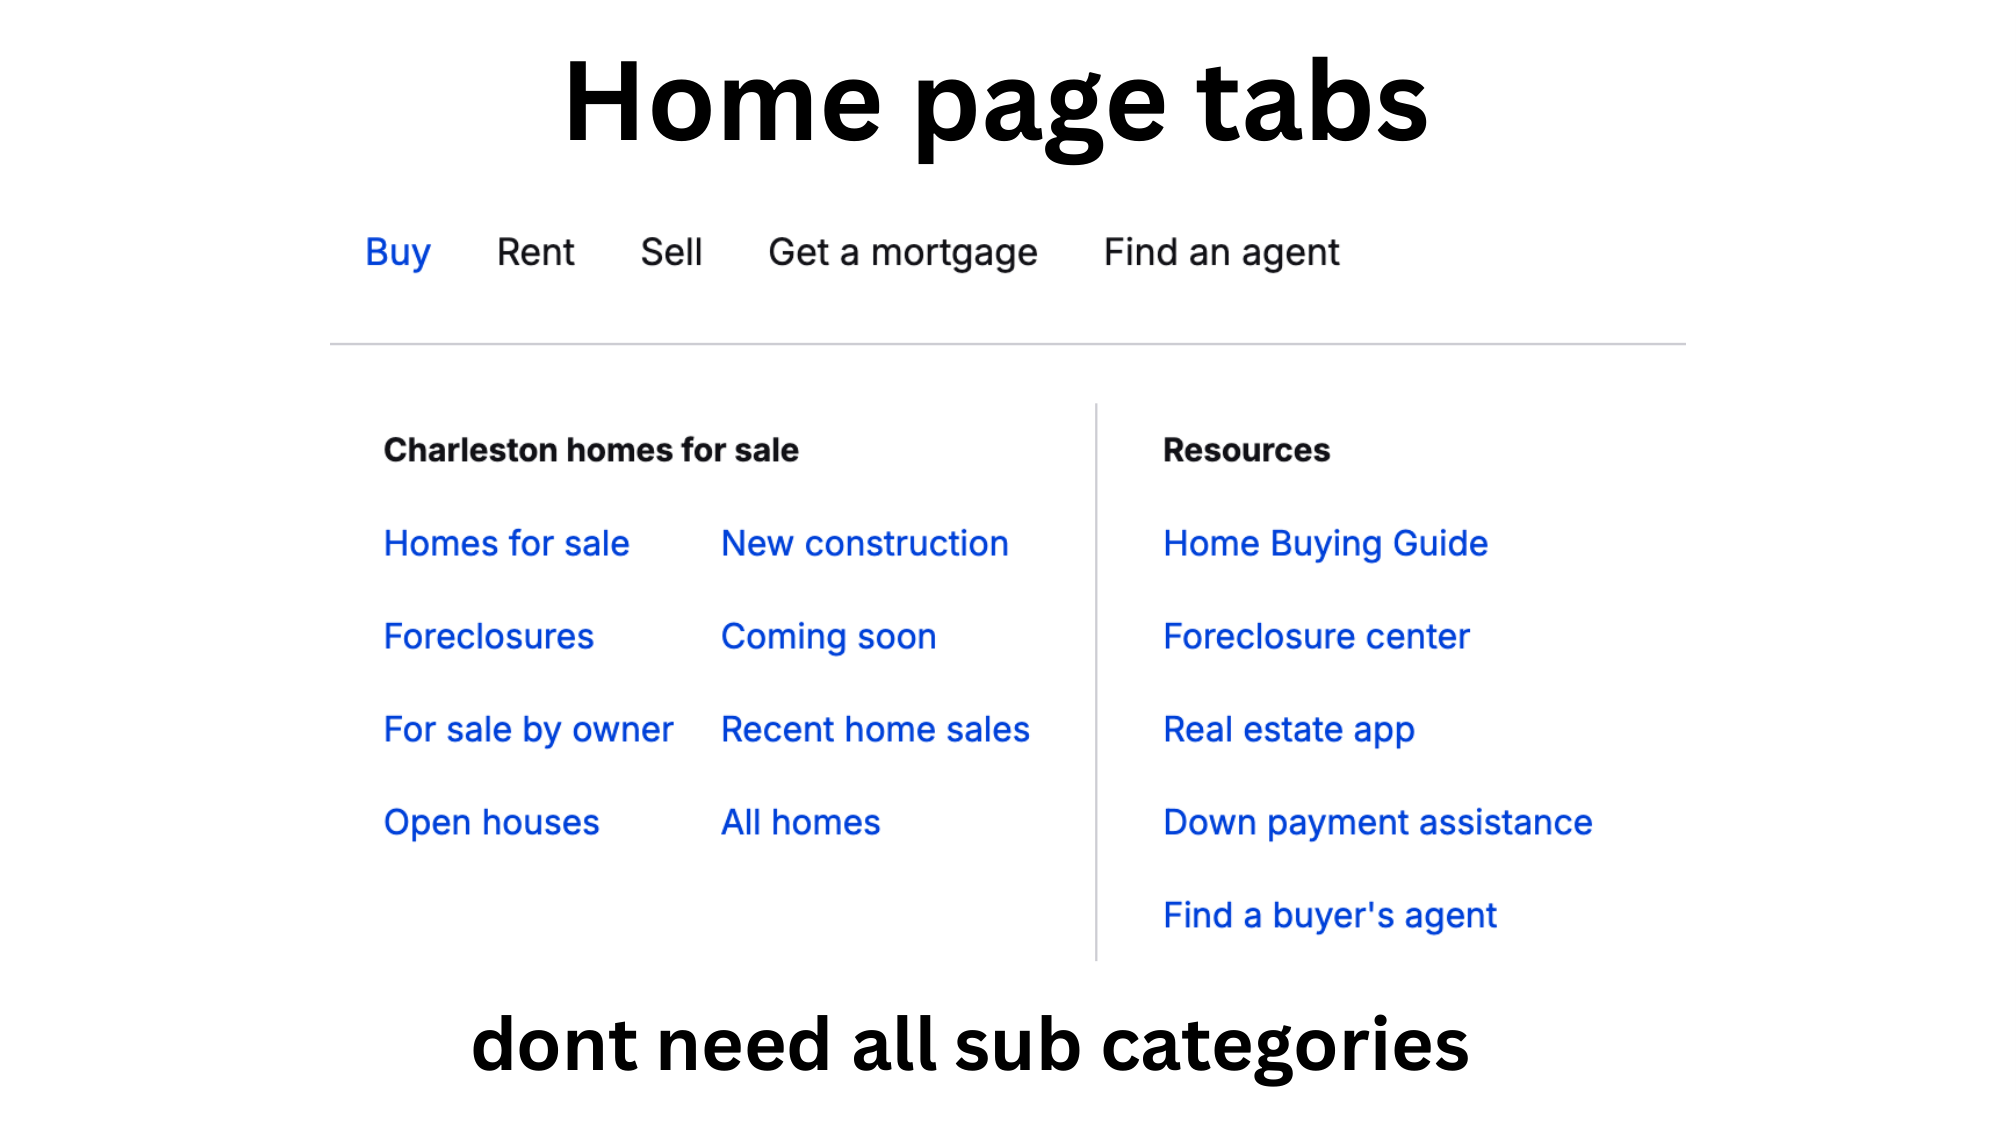 Home page tabs
Buy Rent Sell Get a mortgage Find an agent
Charleston homes for sale
Homes for sale New construction
Foreclosures Coming soon
For sale by owner Recent home sales
Open houses All homes
Resources
Home Buying Guide
Foreclosure center
Real estate app
Down payment assistance
Find a buyer's agent
dont need all sub categories